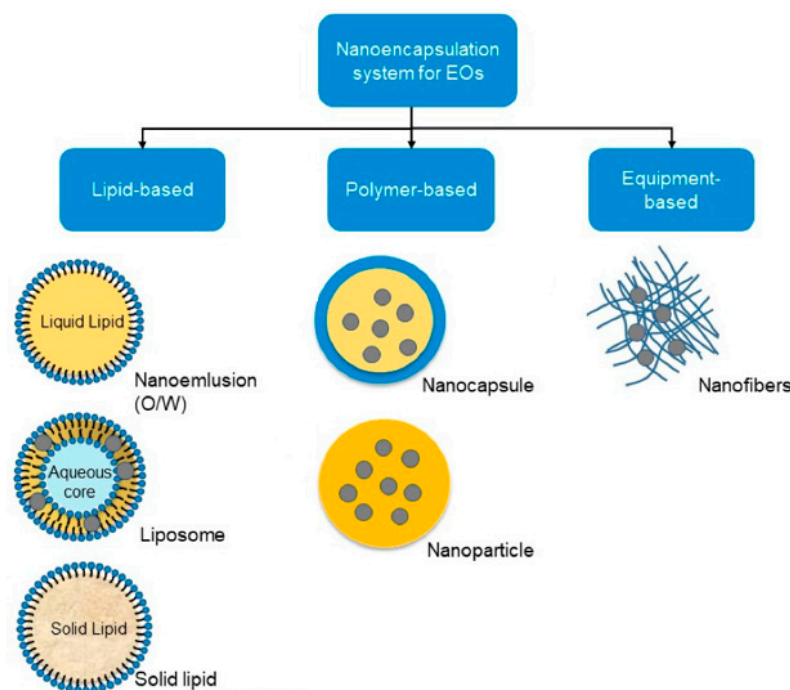 Nanoencapsulation
system for EOs
Lipid-based
Polymer-based
Equipment-
based
Liquid Lipid
Nanoemlusion
(O/W)
Nanocapsule
Nanofibers
Aqueous
core
Liposome
Nanoparticle
Solid Lipid
Solid lipid